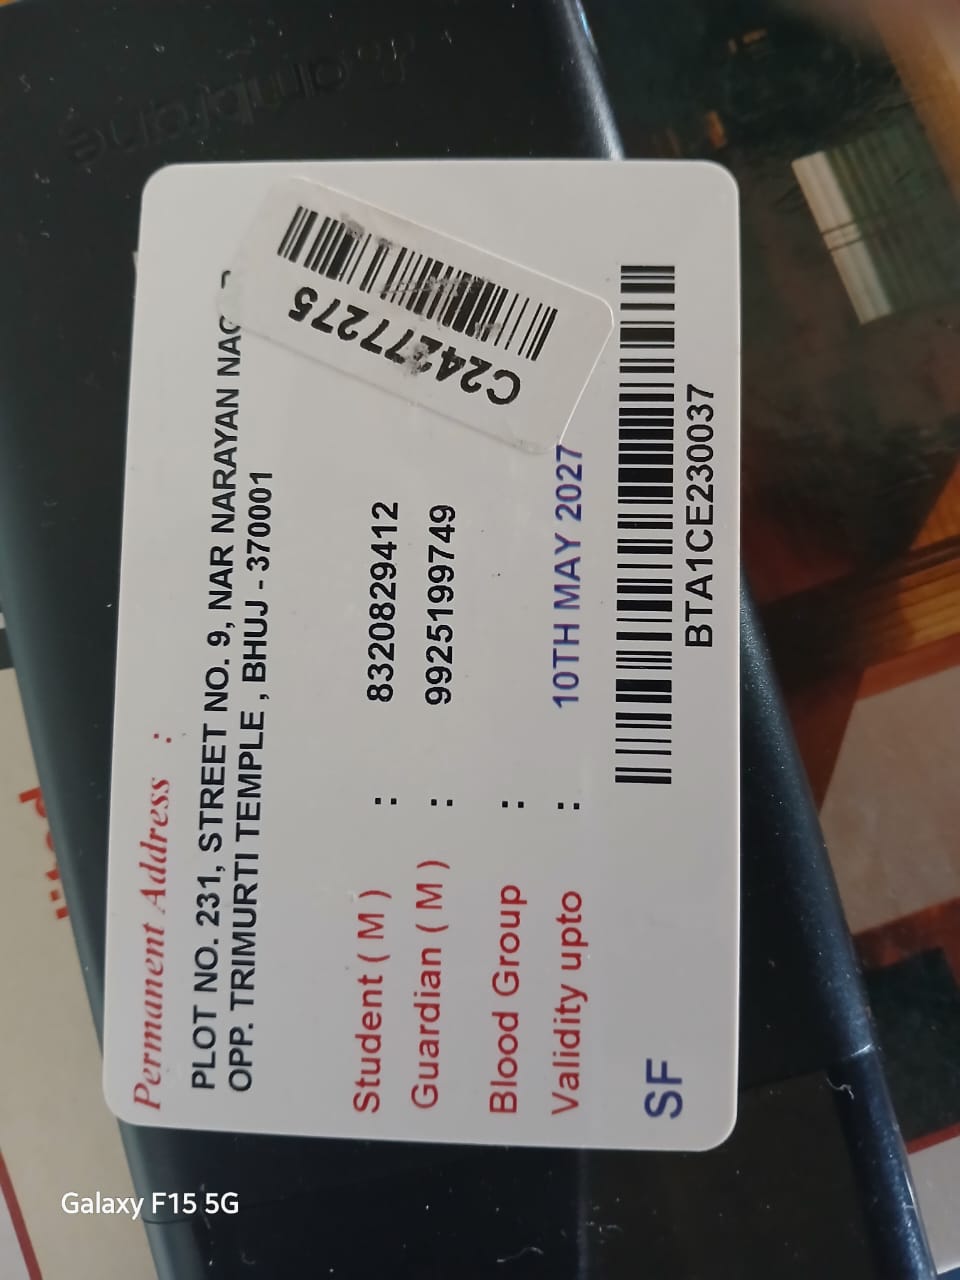 Permanent Address :
PLOT NO. 231, STREET NO. 9, NAR NARAYAN
OPP. TRIMURTI TEMPLE , BHUJ - 370001
Student ( M ) : 8320829412
Guardian ( M ) : 9925199749
Blood Group :
Validity upto : 10TH MAY 2027
SF
BTA1CE230037
C24277275
ambrane
Galaxy F15 5G